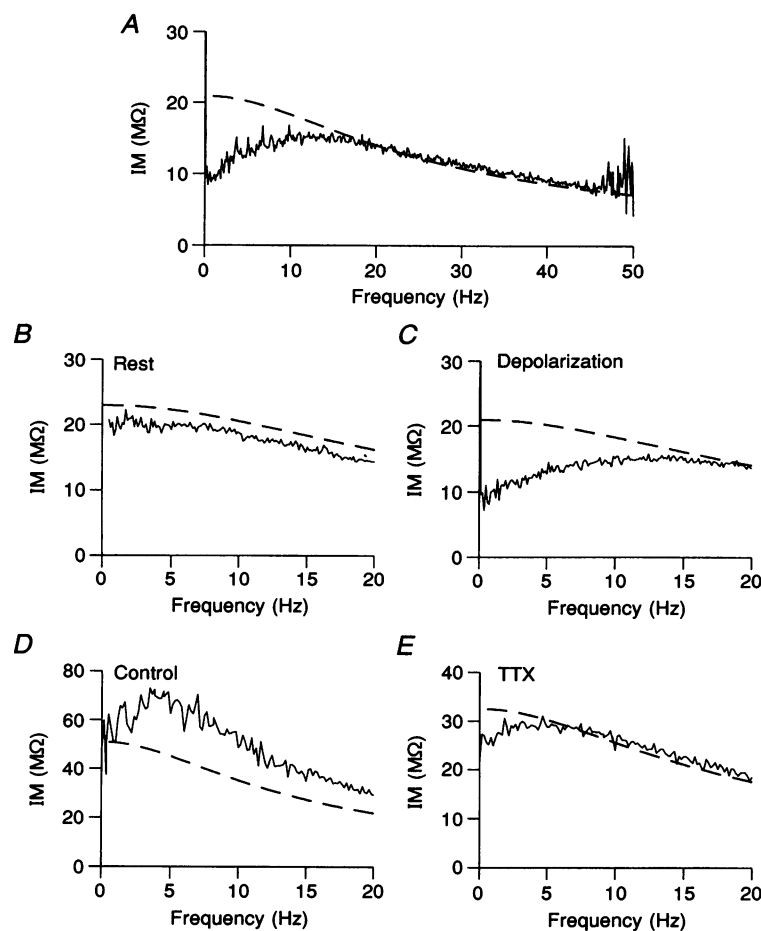 A
30
20
10
0
IM (MΩ)
0 10 20 30 40 50
Frequency (Hz)
B
Rest
30
20
10
0
IM (MΩ)
0 5 10 15 20
Frequency (Hz)
C
Depolarization
30
20
10
0
IM (MΩ)
0 5 10 15 20
Frequency (Hz)
D
Control
80
60
40
20
0
IM (MΩ)
0 5 10 15 20
Frequency (Hz)
E
TTX
40
30
20
10
0
IM (MΩ)
0 5 10 15 20
Frequency (Hz)